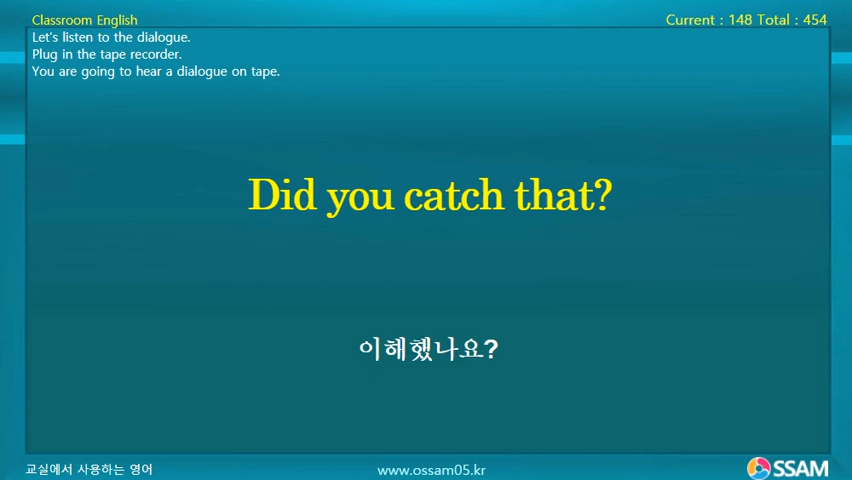 Classroom English
Current : 148 Total : 454
Let's listen to the dialogue.
Plug in the tape recorder.
You are going to hear a dialogue on tape.
Did you catch that?
이해했나요?
교실에서 사용하는 영어
www.ossam05.kr
SSAM